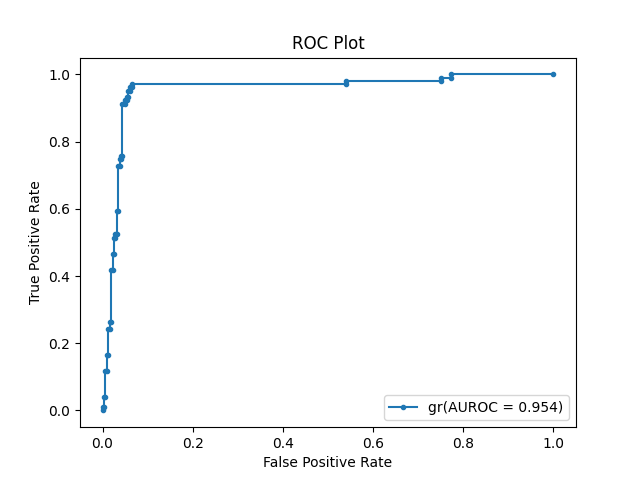 ROC Plot
True Positive Rate
1.0
0.8
0.6
0.4
0.2
0.0
gr(AUROC = 0.954)
0.0 0.2 0.4 0.6 0.8 1.0
False Positive Rate